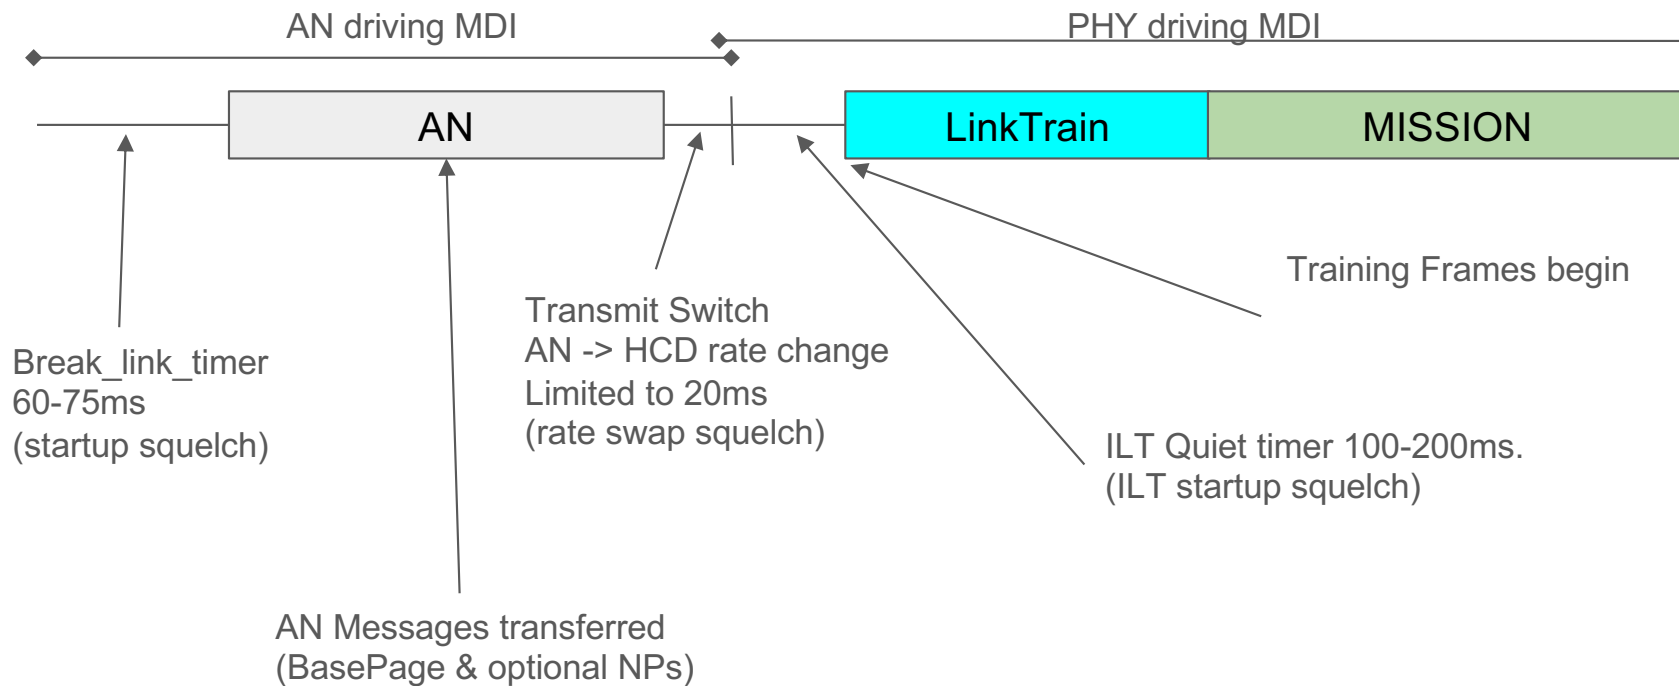 AN driving MDI
PHY driving MDI
AN
LinkTrain
MISSION
Training Frames begin
Transmit Switch
AN -> HCD rate change
Limited to 20ms
(rate swap squelch)
Break_link_timer
60-75ms
(startup squelch)
ILT Quiet timer 100-200ms.
(ILT startup squelch)
AN Messages transferred
(BasePage & optional NPs)